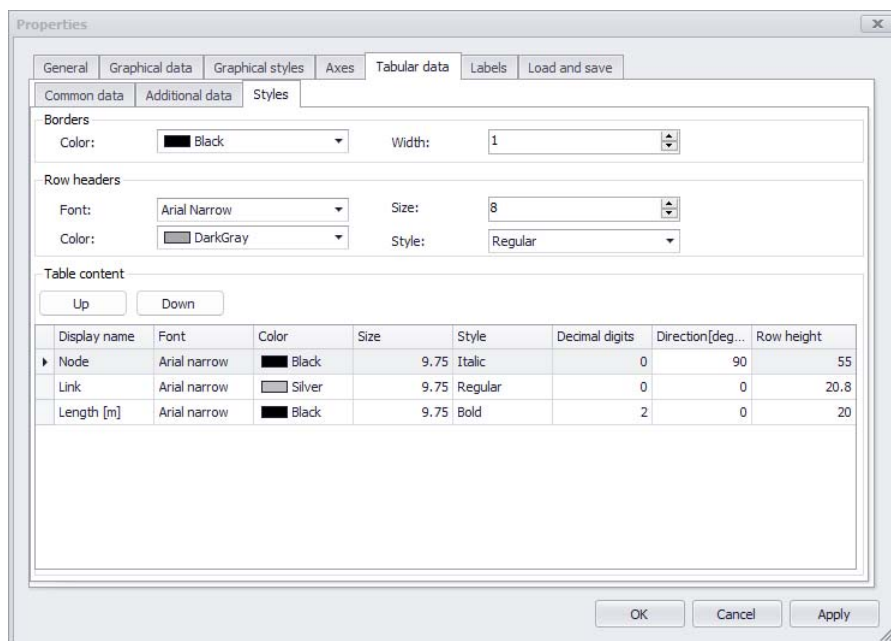 Properties
General Graphical data Graphical styles Axes Tabular data Labels Load and save
Common data Additional data Styles
Borders
Color: Black Width: 1
Row headers
Font: Arial Narrow Size: 8
Color: DarkGray Style: Regular
Table content
Up Down
Display name Font Color Size Style Decimal digits Direction[deg... Row height
Node Arial narrow Black 9.75 Italic 0 90 55
Link Arial narrow Silver 9.75 Regular 0 0 20.8
Length [m] Arial narrow Black 9.75 Bold 2 0 20
OK Cancel Apply